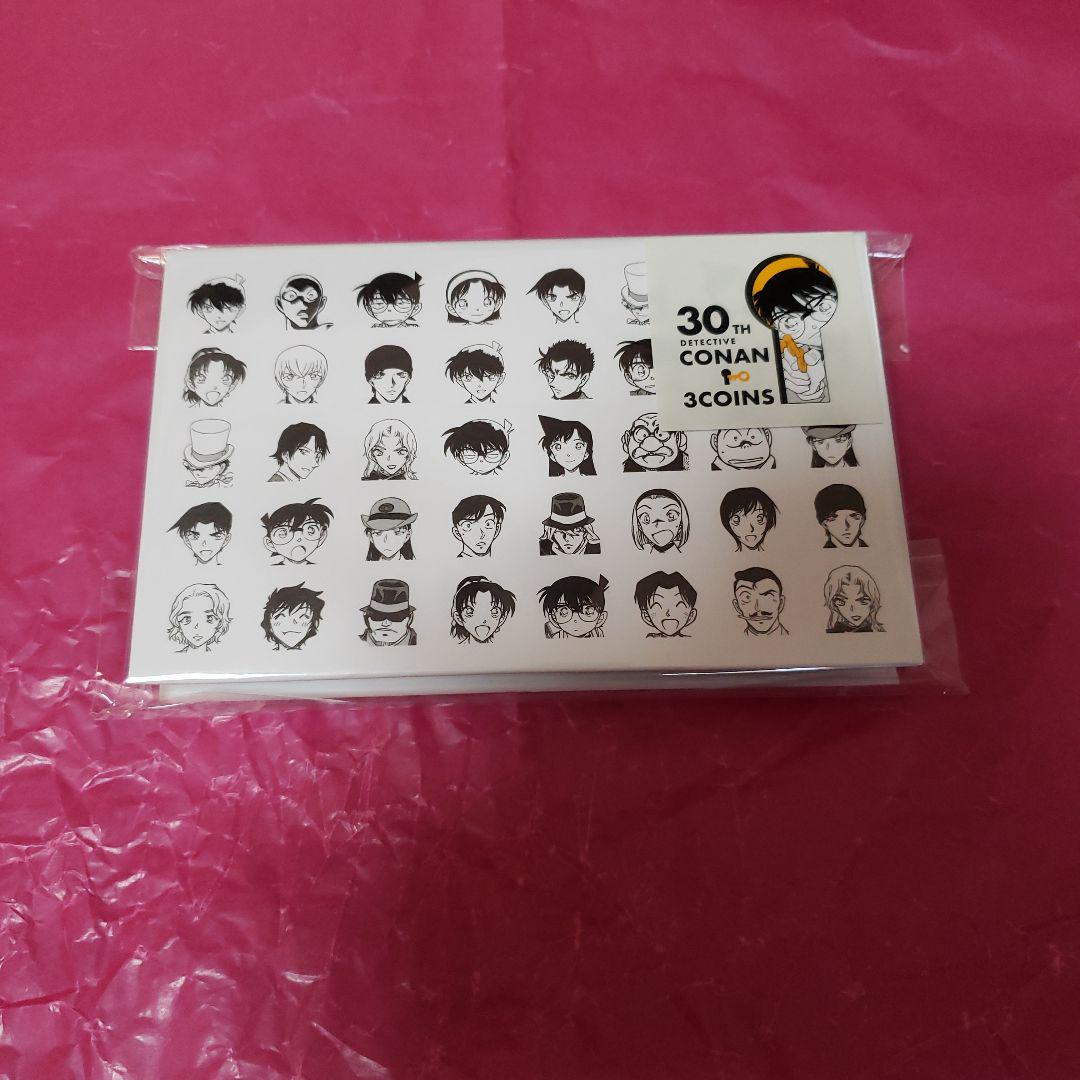 30TH
DETECTIVE
CONAN
3COINS